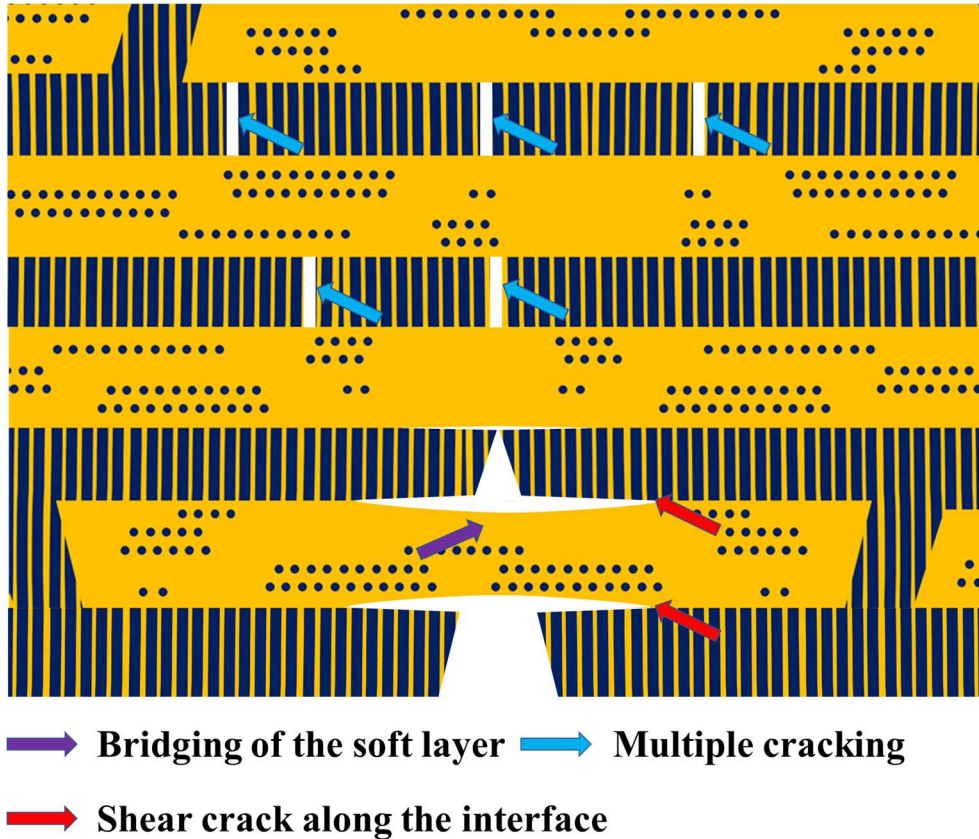 Bridging of the soft layer Multiple cracking
Shear crack along the interface